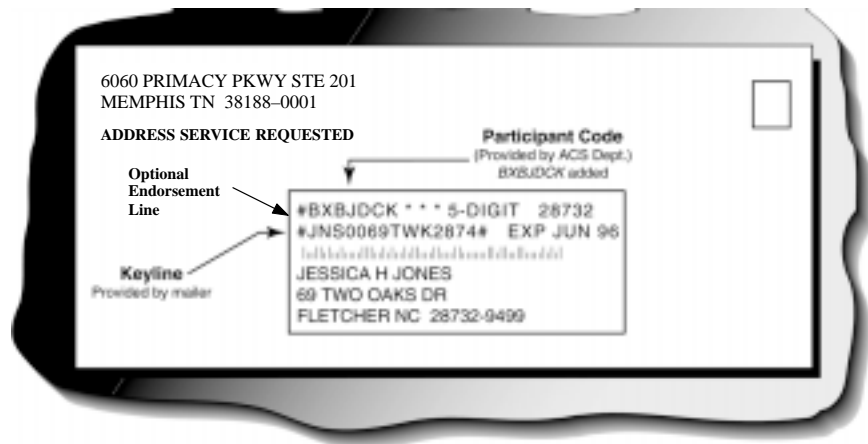 6060 PRIMACY PKWY STE 201
MEMPHIS TN 38188–0001
ADDRESS SERVICE REQUESTED
Participant Code
(Provided by ACS Dept.)
BXBJDCK added
Optional
Endorsement
Line
#BXBJDCK * * * 5-DIGIT 28732
#JNS0069TWK2874# EXP JUN 96
Keyline
Provided by mailer
JESSICA H JONES
69 TWO OAKS DR
FLETCHER NC 28732-9499